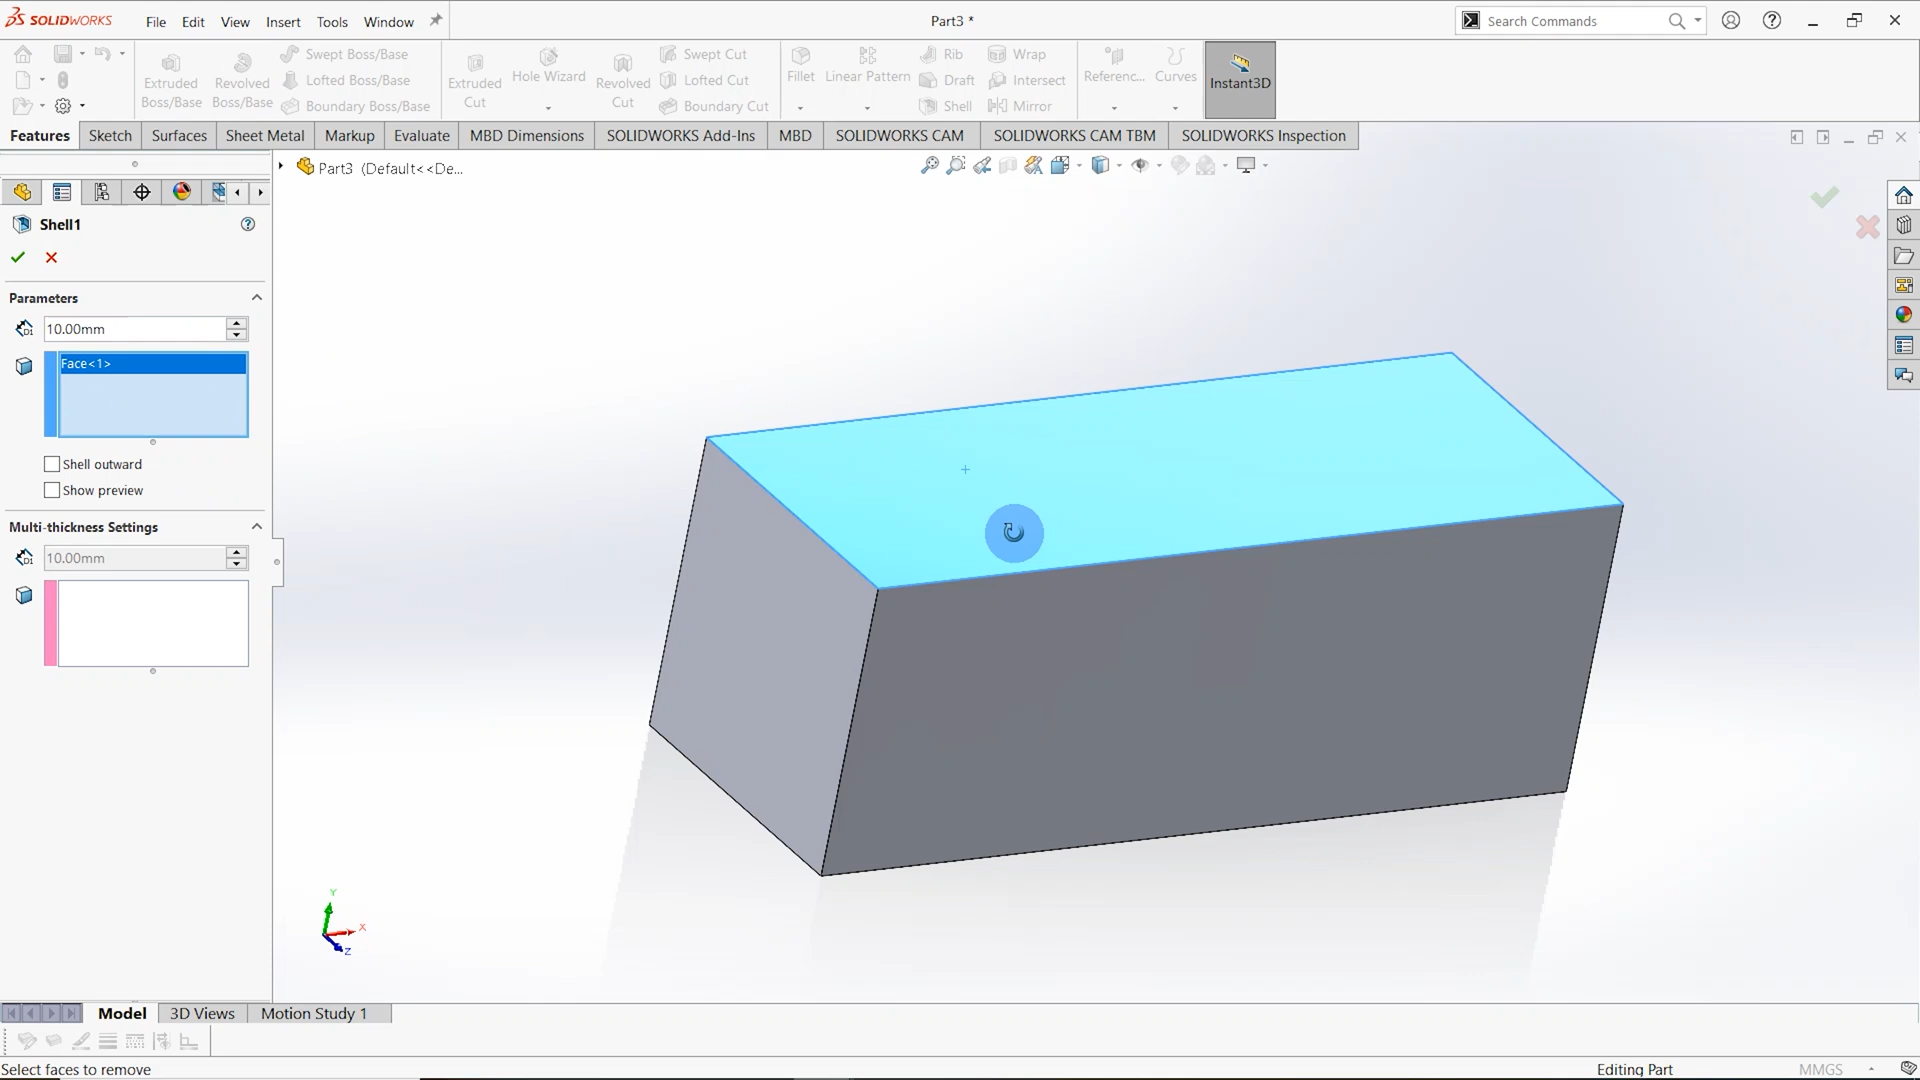 SOLIDWORKS File Edit View Insert Tools Window Part3 * Search Commands
Extruded Boss/Base Revolved Boss/Base Swept Boss/Base Lofted Boss/Base Boundary Boss/Base
Extruded Cut Hole Wizard Revolved Cut Swept Cut Lofted Cut Boundary Cut
Fillet Linear Pattern Rib Draft Shell Wrap Intersect Mirror
Referenc... Curves Instant3D
Features Sketch Surfaces Sheet Metal Markup Evaluate MBD Dimensions SOLIDWORKS Add-Ins MBD SOLIDWORKS CAM SOLIDWORKS CAM TBM SOLIDWORKS Inspection
Part3 (Default<<De...
Shell1
Parameters
D1 10.00mm
Face<1>
Shell outward
Show preview
Multi-thickness Settings
D1 10.00mm
Y
X
Z
Model 3D Views Motion Study 1
Select faces to remove Editing Part MMGS